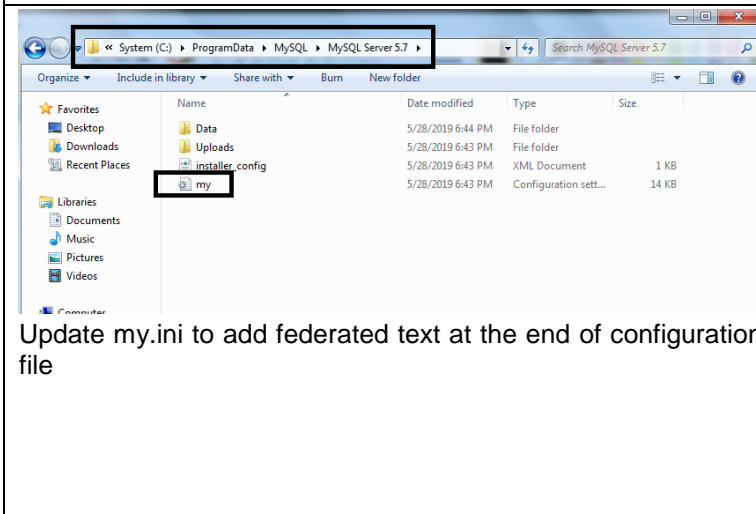 « System (C:) ▸ ProgramData ▸ MySQL ▸ MySQL Server 5.7 ▸ Search MySQL Server 5.7
Organize Include in library Share with Burn New folder
Name Date modified Type Size
Favorites
Desktop
Downloads
Recent Places
Libraries
Documents
Music
Pictures
Videos
Computer
Data 5/28/2019 6:44 PM File folder
Uploads 5/28/2019 6:43 PM File folder
installer_config 5/28/2019 6:43 PM XML Document 1 KB
my 5/28/2019 6:43 PM Configuration sett... 14 KB
Update my.ini to add federated text at the end of configuration
file